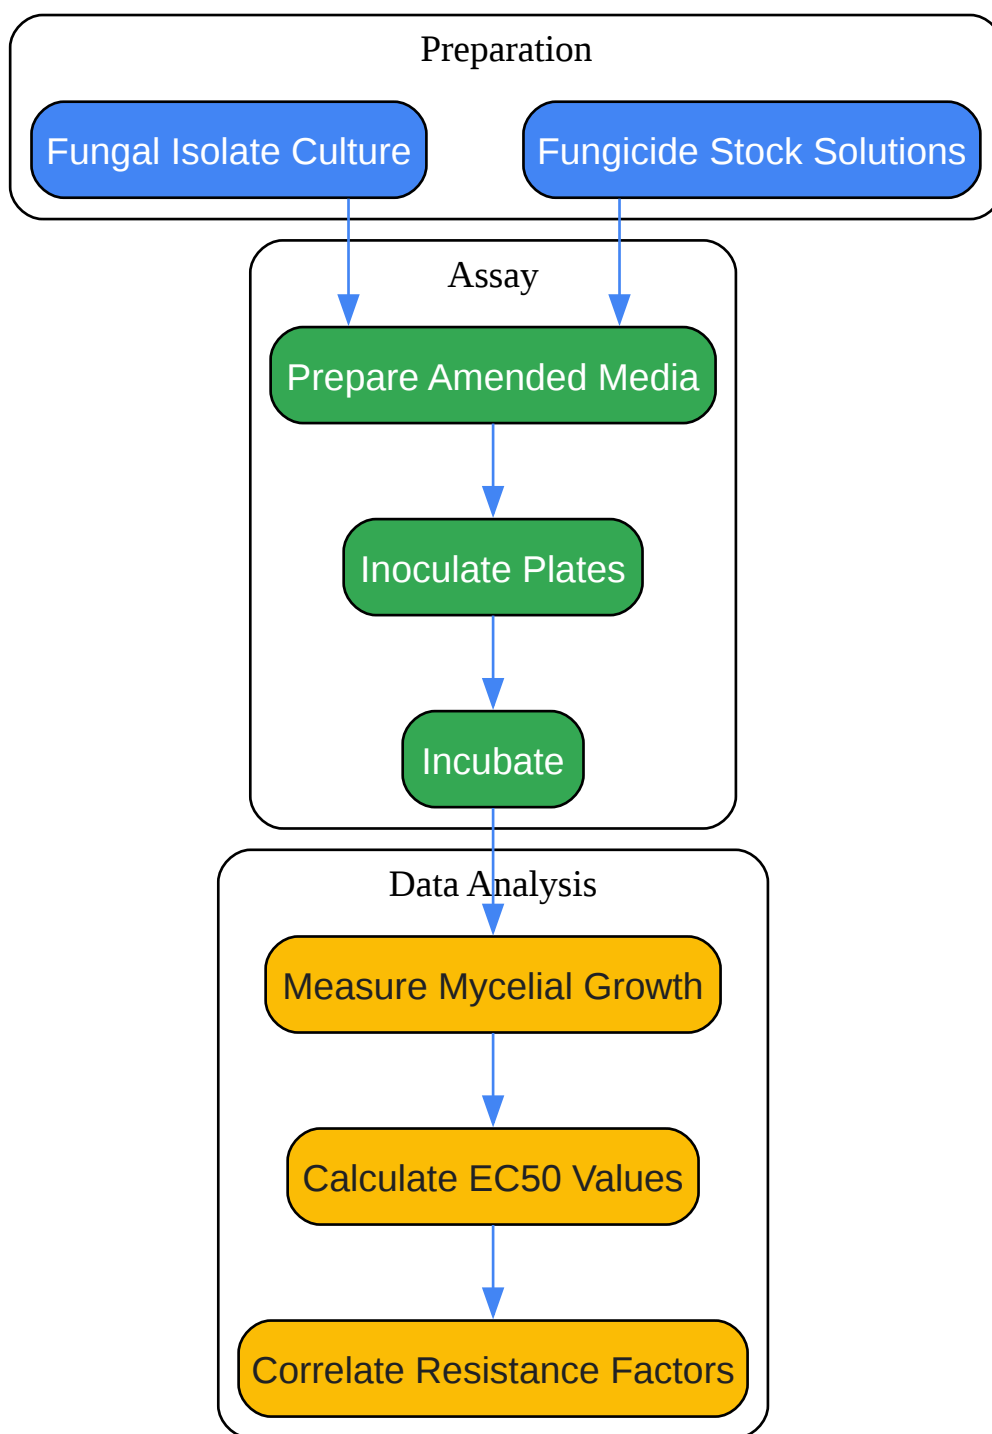 Preparation
Fungal Isolate Culture
Fungicide Stock Solutions
Assay
Prepare Amended Media
Inoculate Plates
Incubate
Data Analysis
Measure Mycelial Growth
Calculate EC50 Values
Correlate Resistance Factors